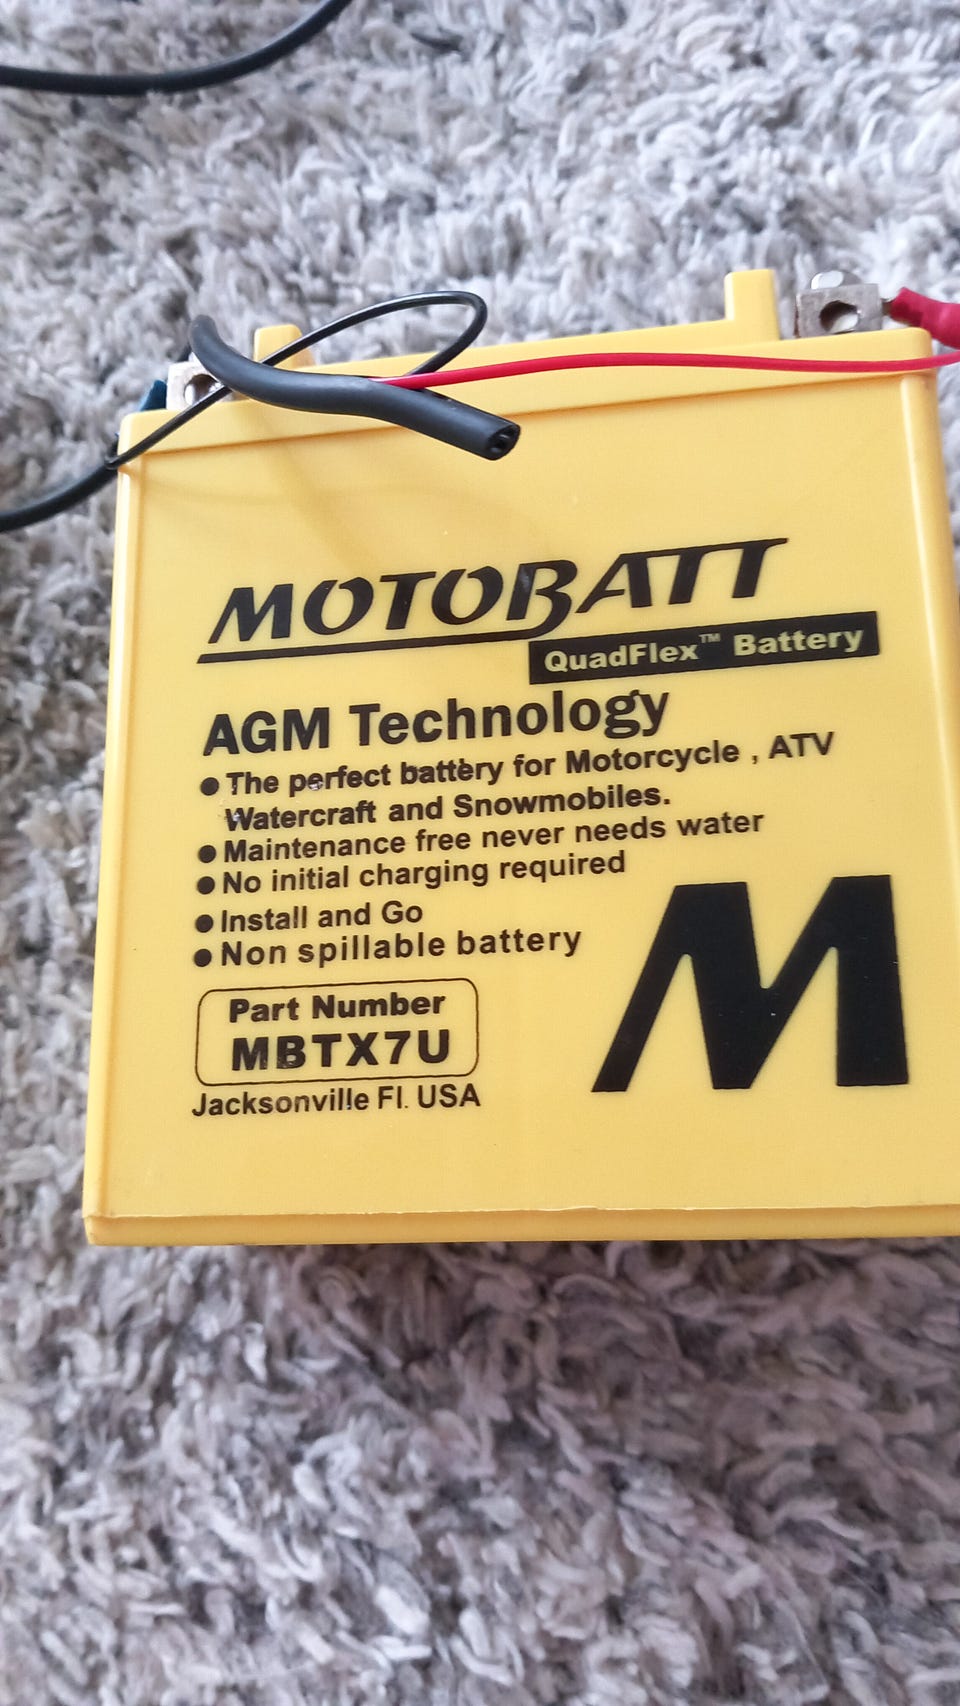 MOTOBATT
QuadFlex™ Battery
AGM Technology
● The perfect battery for Motorcycle , ATV
Watercraft and Snowmobiles.
● Maintenance free never needs water
● No initial charging required
● Install and Go
● Non spillable battery
Part Number
MBTX7U
Jacksonville Fl. USA
M